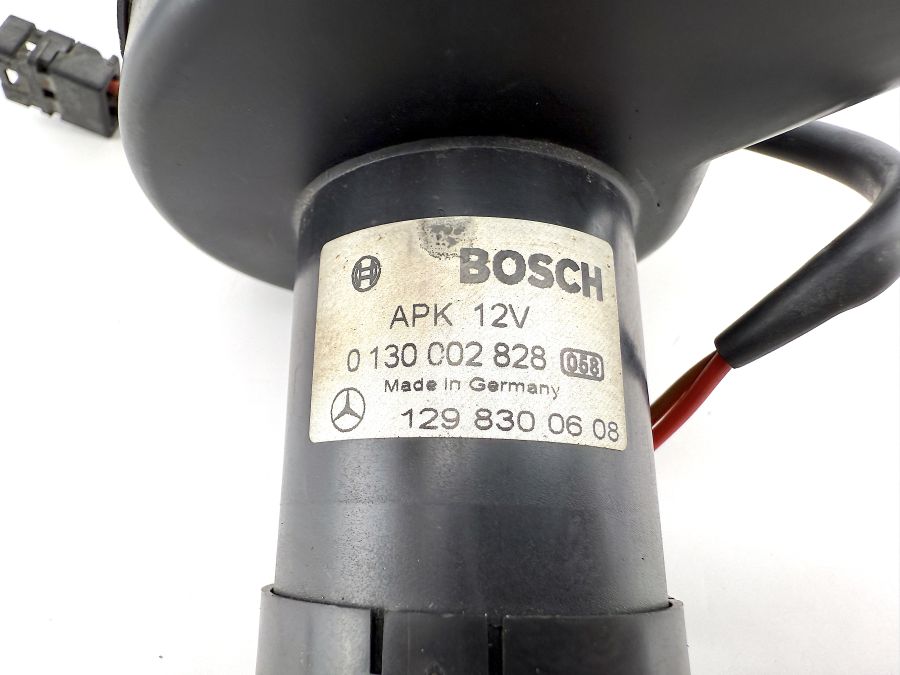 BOSCH
APK 12V
0 130 002 828 058
Made in Germany
129 830 06 08